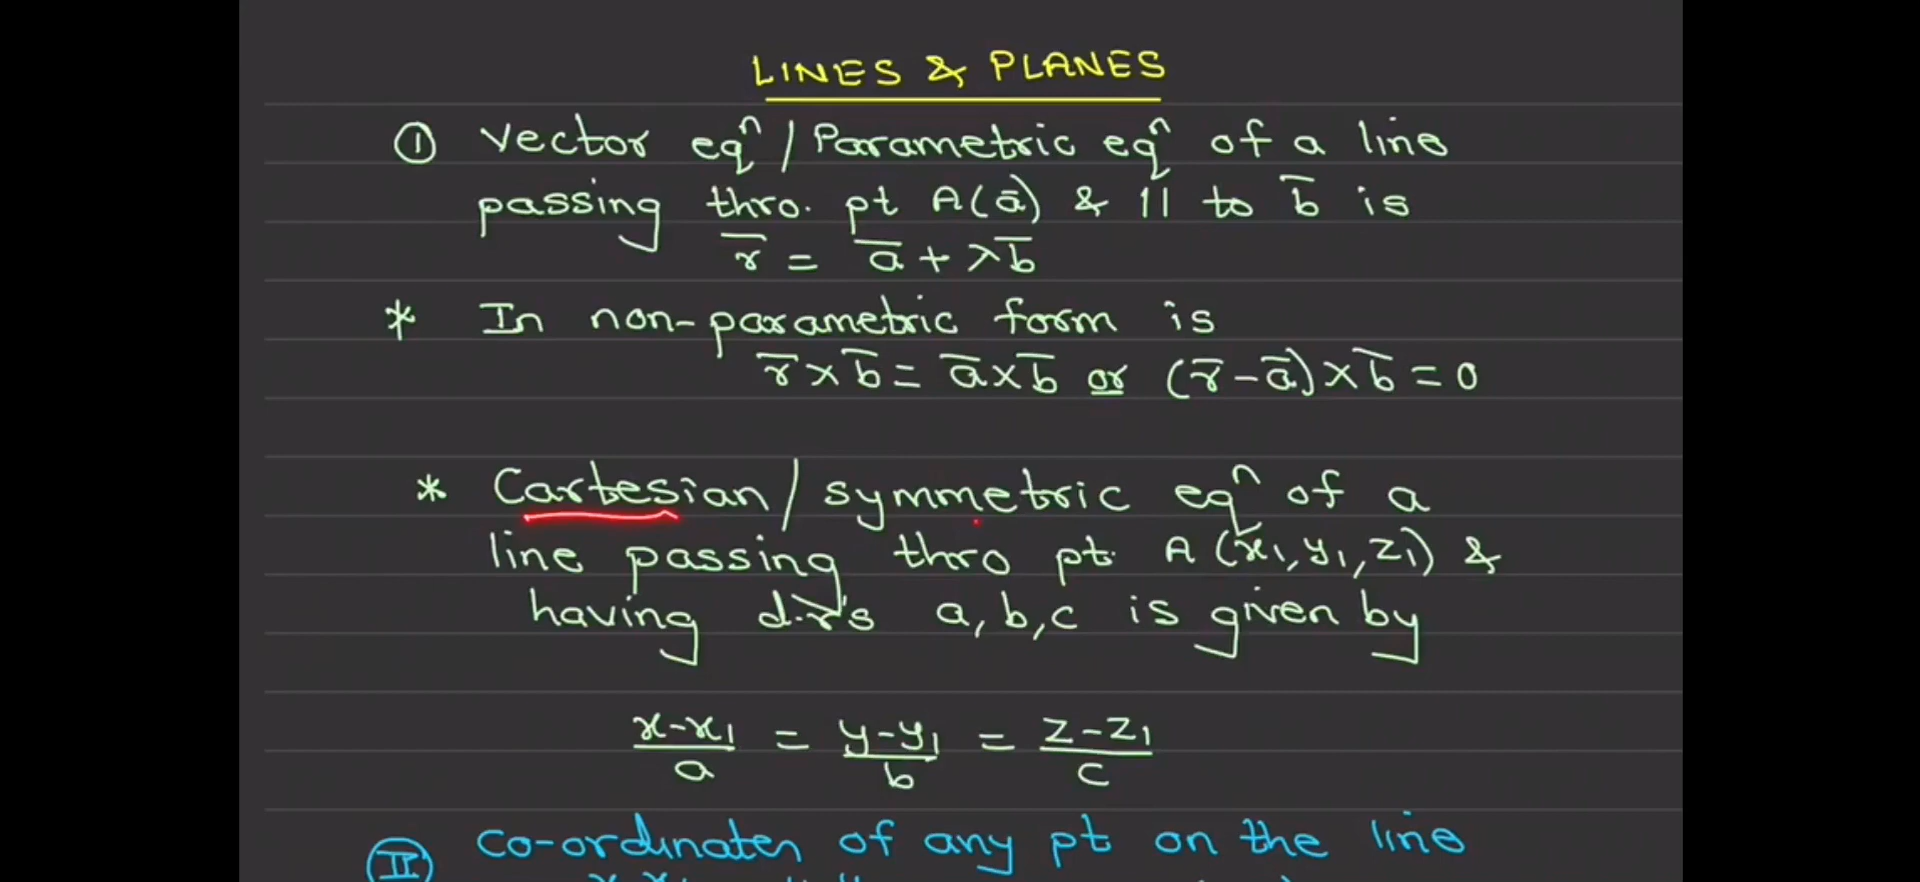 LINES & PLANES
① Vector eqⁿ / Parametric eqⁿ of a line
passing thro. pt A(a̅) & || to b̅ is
r̅ = a̅ + λb̅
* In non-parametric form is
r̅ × b̅ = a̅ × b̅ or (r̅ - a̅) × b̅ = 0
* Cartesian / symmetric eqⁿ of a
line passing thro pt. A (x₁, y₁, z₁) &
having d.r's a, b, c is given by
x-x₁/a = y-y₁/b = z-z₁/c
Ⅱ Co-ordinates of any pt on the line